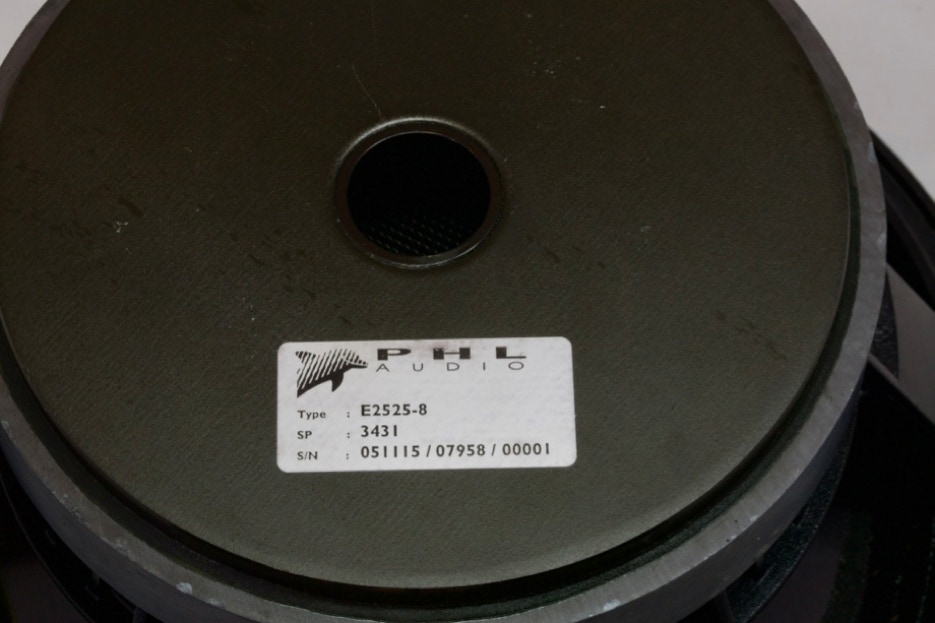 PHL
AUDIO
Type : E2525-8
SP : 3431
S/N : 051115 / 07958 / 00001